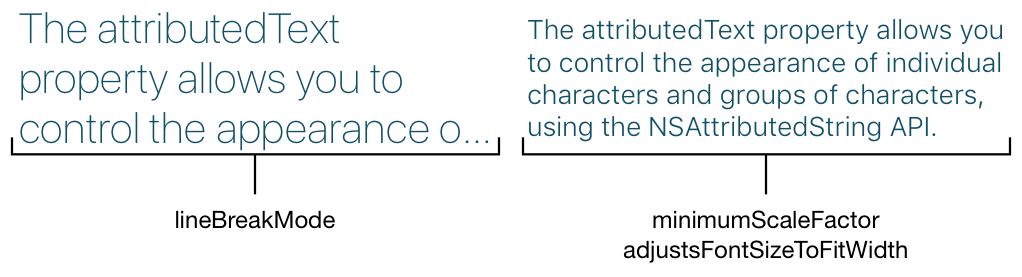 The attributedText
property allows you to
control the appearance o...
The attributedText property allows you
to control the appearance of individual
characters and groups of characters,
using the NSAttributedString API.
lineBreakMode
minimumScaleFactor
adjustsFontSizeToFitWidth